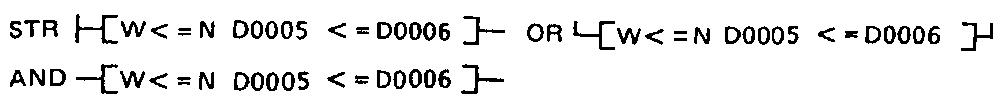 STR [W<=N D0005 <=D0006] OR [W<=N D0005 <=D0006]
AND [W<=N D0005 <=D0006]